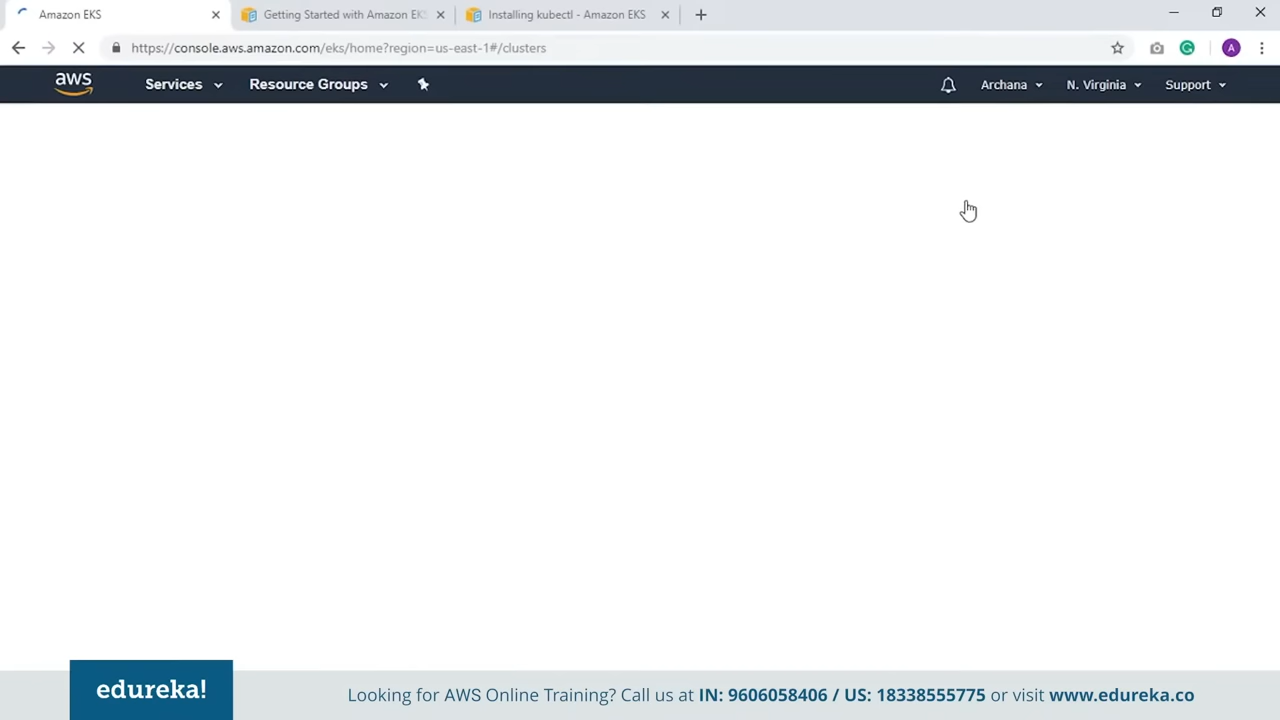 Amazon EKS
Getting Started with Amazon EK
Installing kubectl - Amazon EKS
https://console.aws.amazon.com/eks/home?region=us-east-1#/clusters
A
aws
Services
Resource Groups
Archana
N. Virginia
Support
edureka!
Looking for AWS Online Training? Call us at IN: 9606058406 / US: 18338555775 or visit www.edureka.co